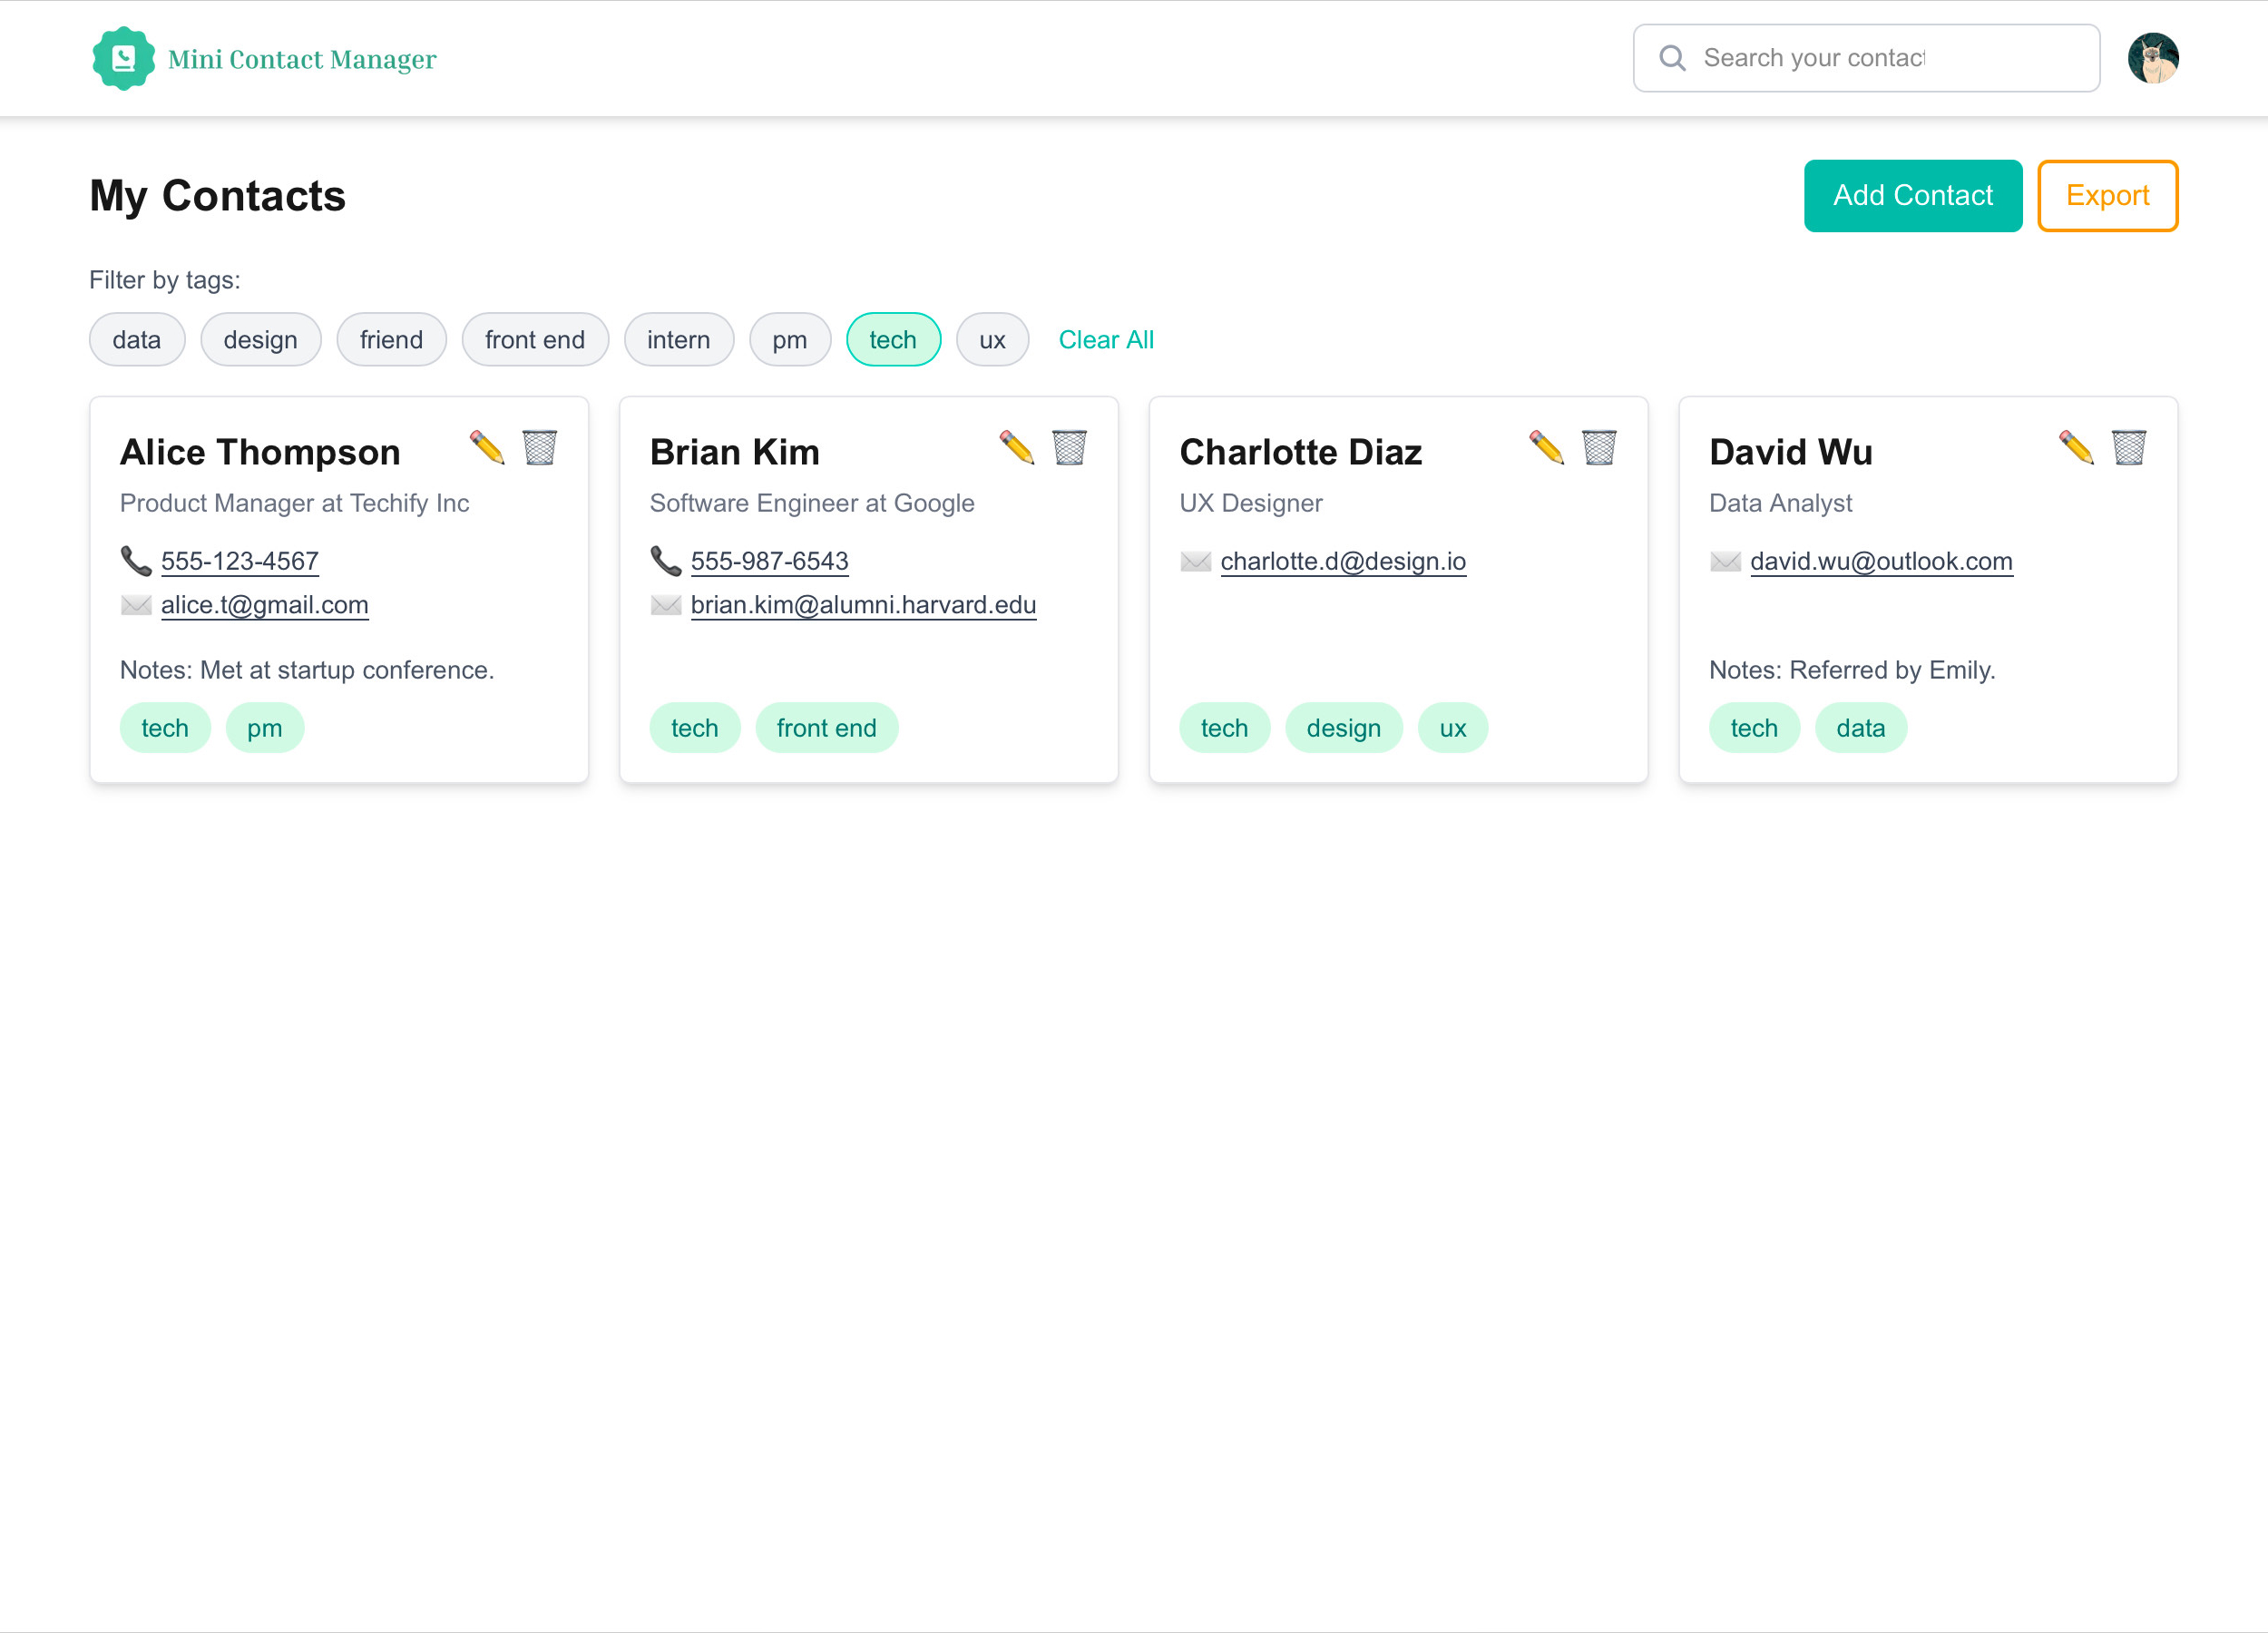 Mini Contact Manager
Search your contac
My Contacts
Add Contact
Export
Filter by tags:
data
design
friend
front end
intern
pm
tech
ux
Clear All
Alice Thompson
Product Manager at Techify Inc
555-123-4567
alice.t@gmail.com
Notes: Met at startup conference.
tech
pm
Brian Kim
Software Engineer at Google
555-987-6543
brian.kim@alumni.harvard.edu
tech
front end
Charlotte Diaz
UX Designer
charlotte.d@design.io
tech
design
ux
David Wu
Data Analyst
david.wu@outlook.com
Notes: Referred by Emily.
tech
data